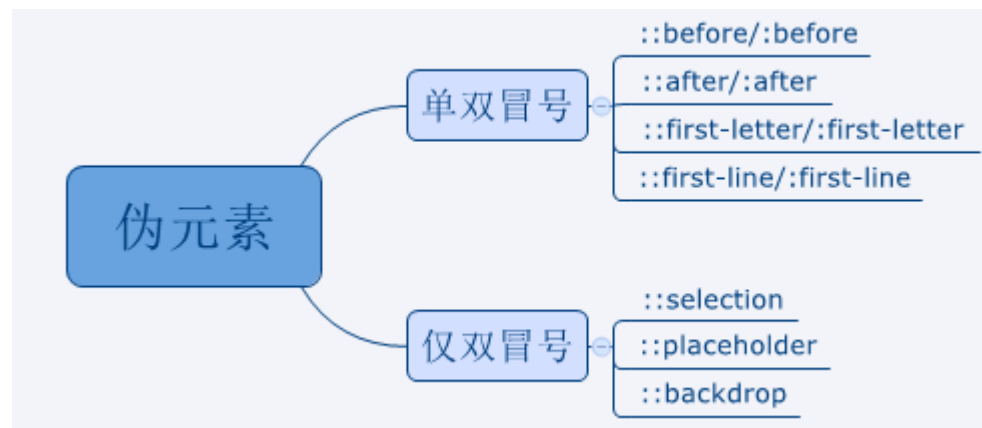 伪元素
单双冒号
::before/:before
::after/:after
::first-letter/:first-letter
::first-line/:first-line
仅双冒号
::selection
::placeholder
::backdrop